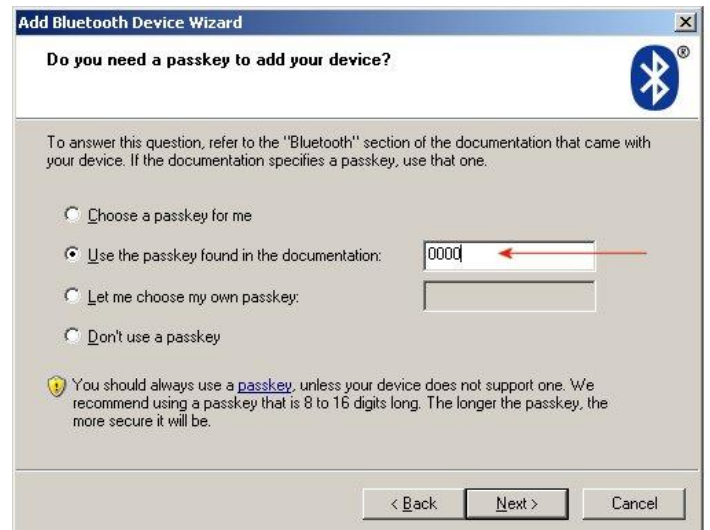 Add Bluetooth Device Wizard
Do you need a passkey to add your device?
®
To answer this question, refer to the "Bluetooth" section of the documentation that came with
your device. If the documentation specifies a passkey, use that one.
Choose a passkey for me
Use the passkey found in the documentation: 0000
Let me choose my own passkey:
Don't use a passkey
You should always use a passkey, unless your device does not support one. We
recommend using a passkey that is 8 to 16 digits long. The longer the passkey, the
more secure it will be.
< Back Next > Cancel